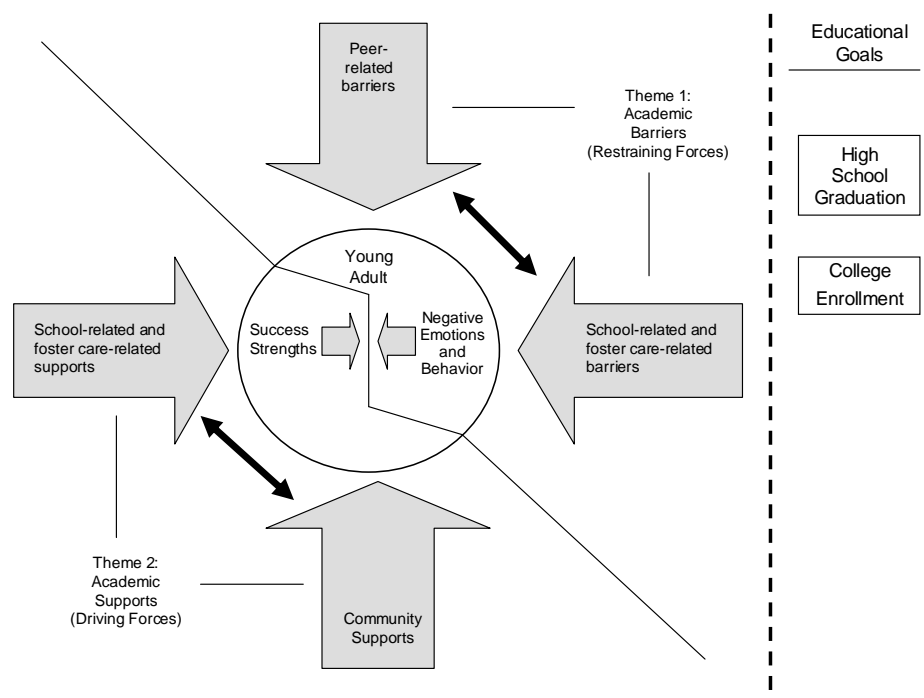 Peer-
related
barriers
Theme 1:
Academic
Barriers
(Restraining Forces)
Educational
Goals
High
School
Graduation
College
Enrollment
Young
Adult
Success
Strengths
Negative
Emotions
and
Behavior
School-related and
foster care-related
supports
School-related and
foster care-related
barriers
Theme 2:
Academic
Supports
(Driving Forces)
Community
Supports